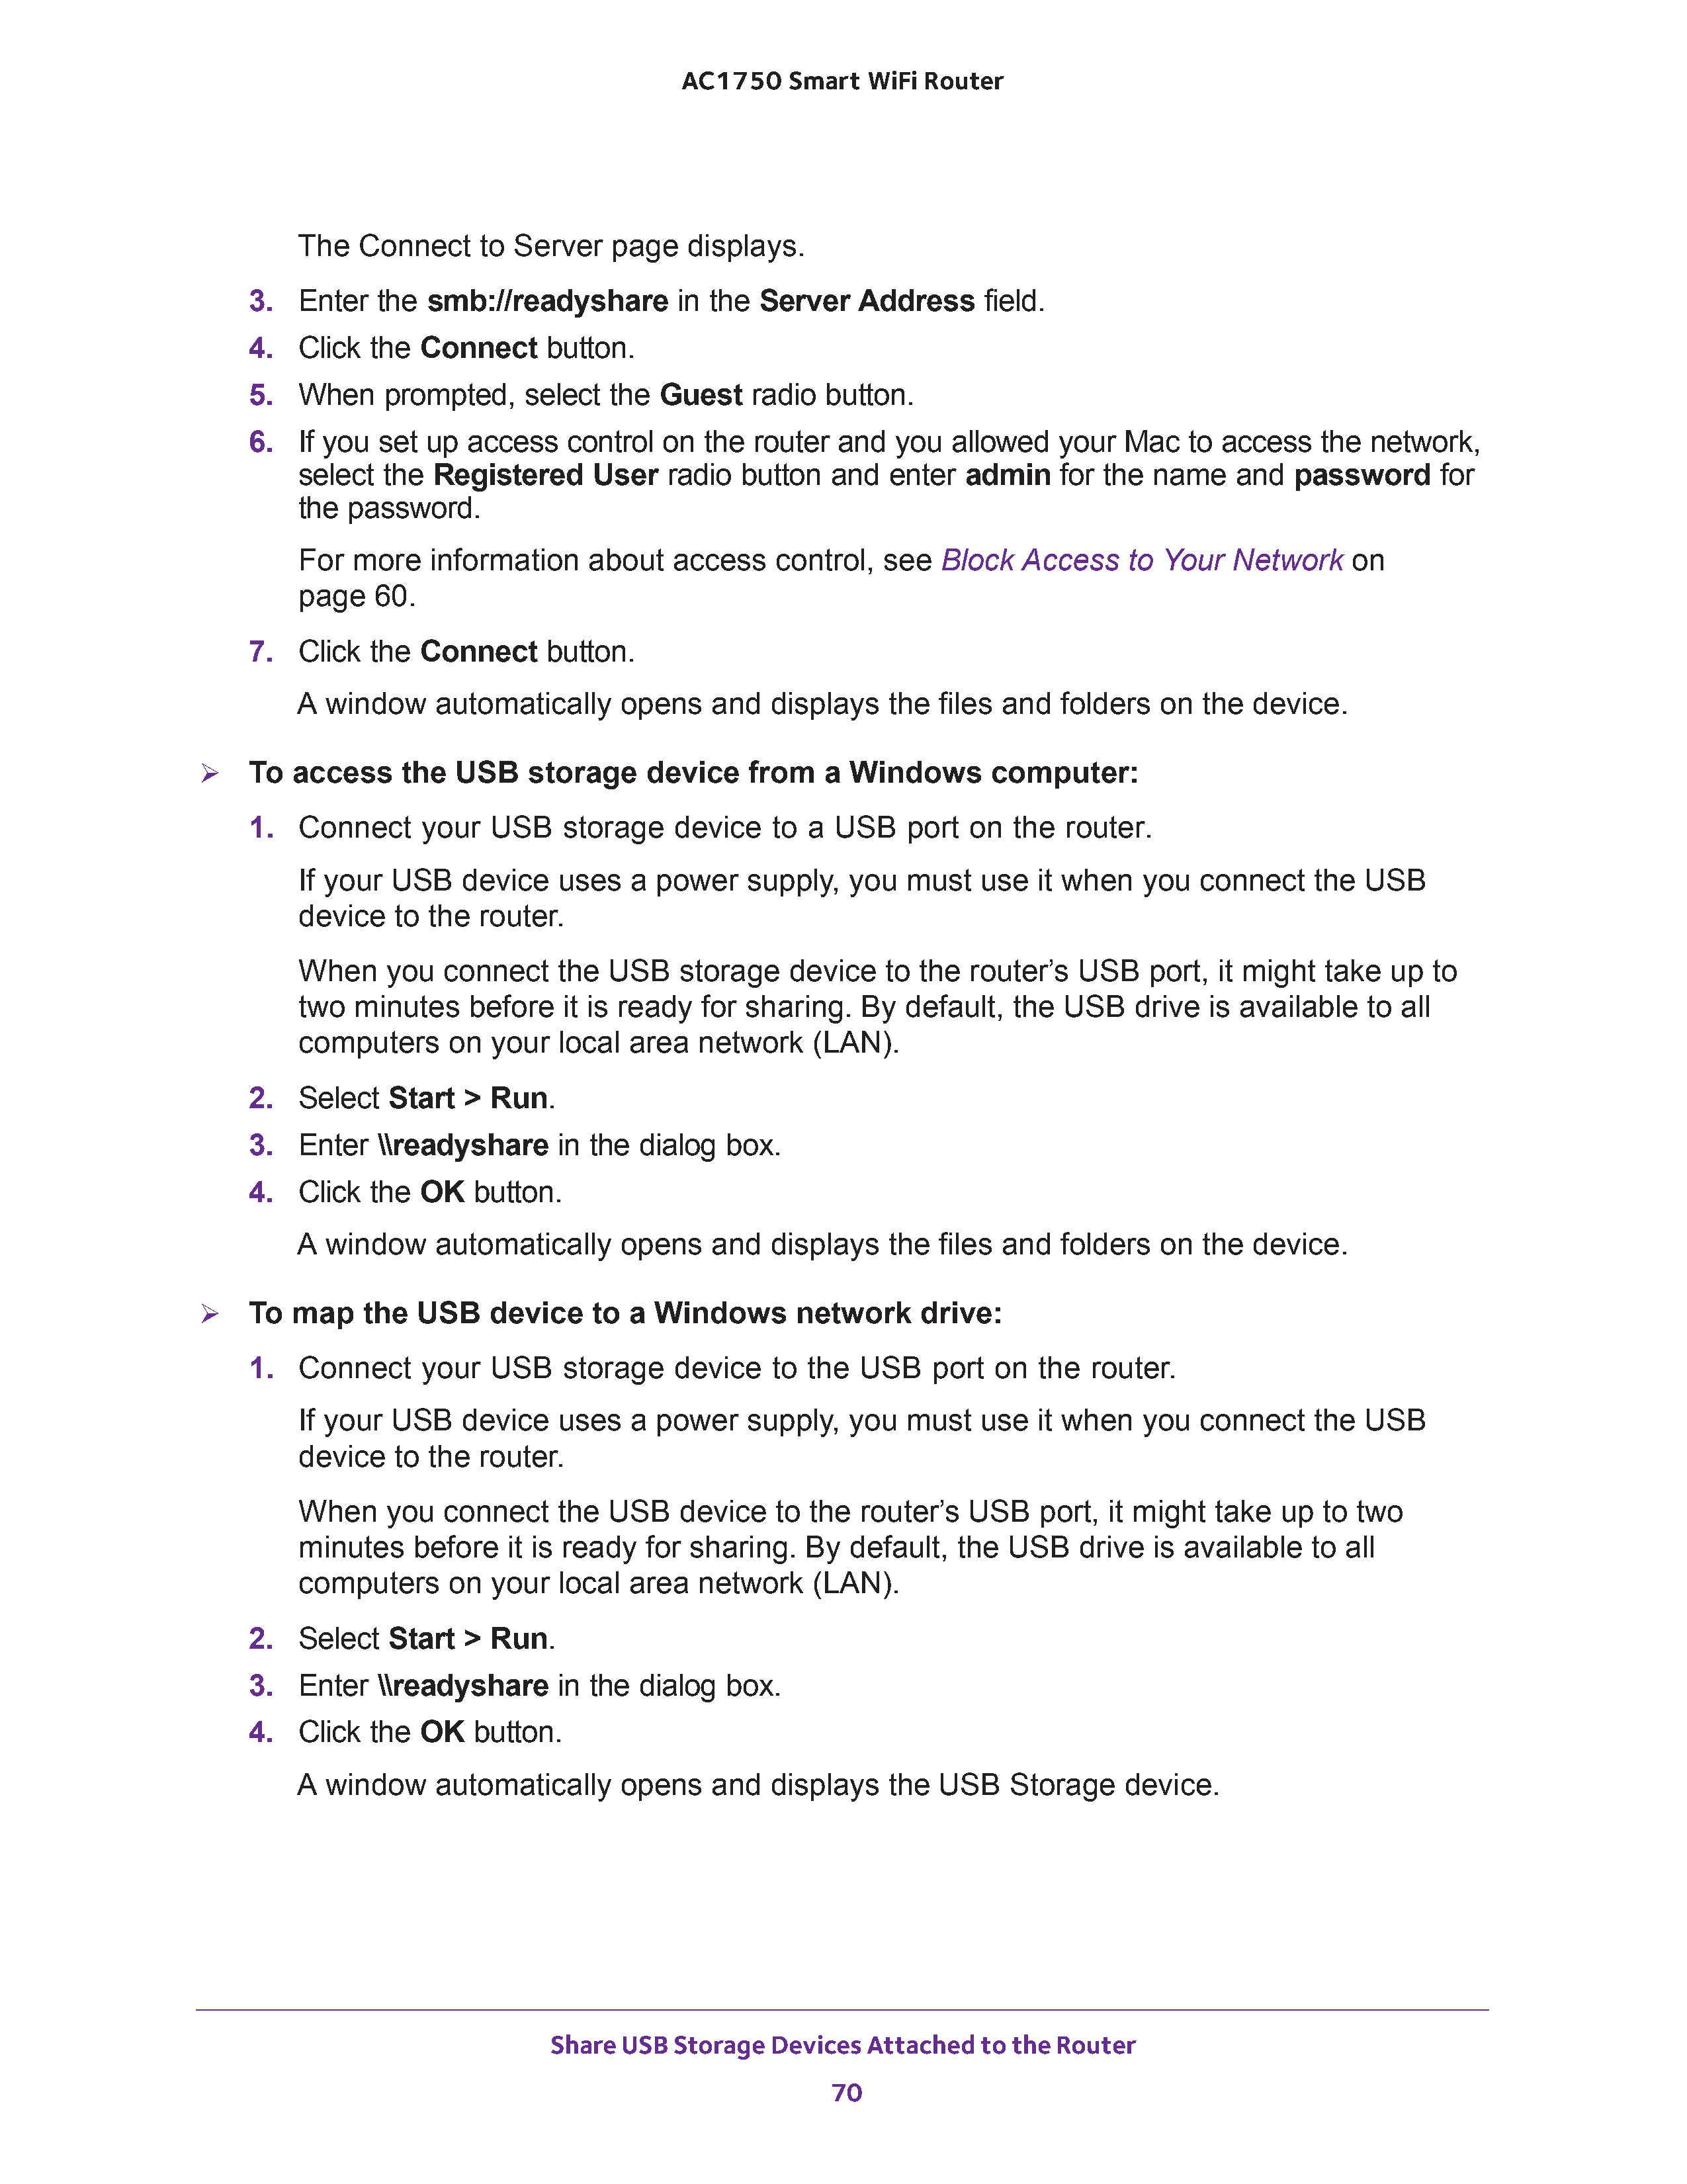 AC1750 Smart WiFi Router
The Connect to Server page displays.
3. Enter the smb://readyshare in the Server Address field.
4. Click the Connect button.
5. When prompted, select the Guest radio button.
6. If you set up access control on the router and you allowed your Mac to access the network,
select the Registered User radio button and enter admin for the name and password for
the password.
For more information about access control, see Block Access to Your Network on
page 60.
7. Click the Connect button.
A window automatically opens and displays the files and folders on the device.
➢ To access the USB storage device from a Windows computer:
1. Connect your USB storage device to a USB port on the router.
If your USB device uses a power supply, you must use it when you connect the USB
device to the router.
When you connect the USB storage device to the router’s USB port, it might take up to
two minutes before it is ready for sharing. By default, the USB drive is available to all
computers on your local area network (LAN).
2. Select Start > Run.
3. Enter \\readyshare in the dialog box.
4. Click the OK button.
A window automatically opens and displays the files and folders on the device.
➢ To map the USB device to a Windows network drive:
1. Connect your USB storage device to the USB port on the router.
If your USB device uses a power supply, you must use it when you connect the USB
device to the router.
When you connect the USB device to the router’s USB port, it might take up to two
minutes before it is ready for sharing. By default, the USB drive is available to all
computers on your local area network (LAN).
2. Select Start > Run.
3. Enter \\readyshare in the dialog box.
4. Click the OK button.
A window automatically opens and displays the USB Storage device.
Share USB Storage Devices Attached to the Router
70